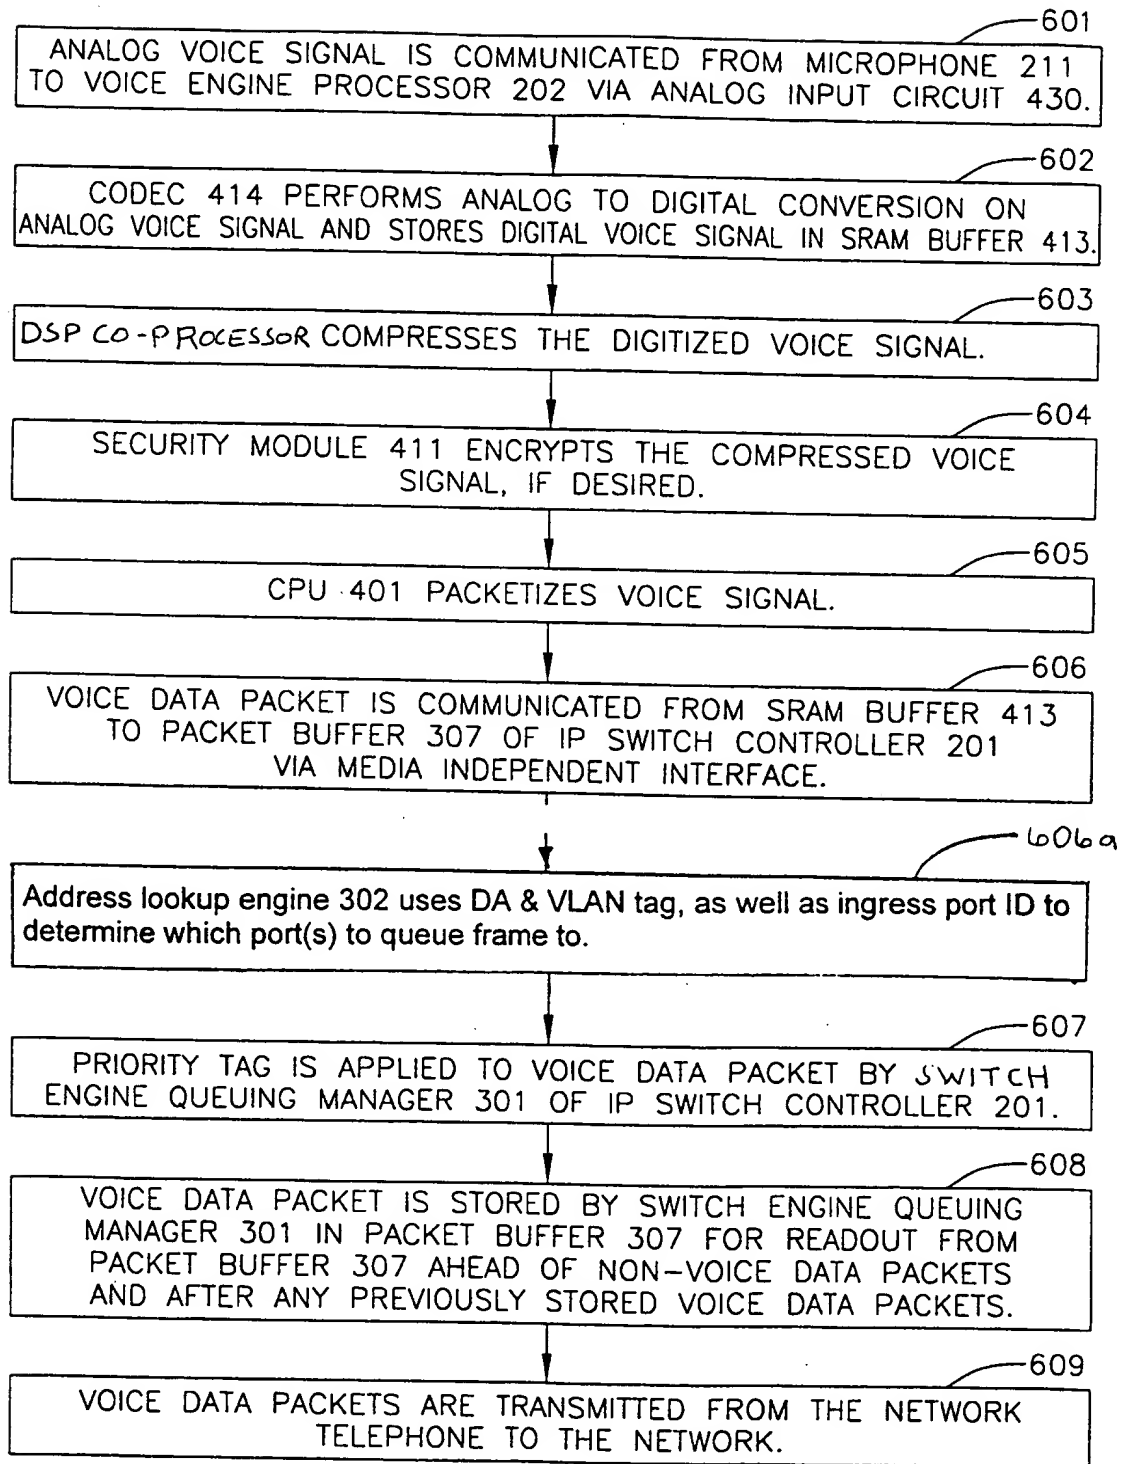 601
ANALOG VOICE SIGNAL IS COMMUNICATED FROM MICROPHONE 211
TO VOICE ENGINE PROCESSOR 202 VIA ANALOG INPUT CIRCUIT 430.
602
CODEC 414 PERFORMS ANALOG TO DIGITAL CONVERSION ON
ANALOG VOICE SIGNAL AND STORES DIGITAL VOICE SIGNAL IN SRAM BUFFER 413.
603
DSP CO-PROCESSOR COMPRESSES THE DIGITIZED VOICE SIGNAL.
604
SECURITY MODULE 411 ENCRYPTS THE COMPRESSED VOICE
SIGNAL, IF DESIRED.
605
CPU 401 PACKETIZES VOICE SIGNAL.
606
VOICE DATA PACKET IS COMMUNICATED FROM SRAM BUFFER 413
TO PACKET BUFFER 307 OF IP SWITCH CONTROLLER 201
VIA MEDIA INDEPENDENT INTERFACE.
606a
Address lookup engine 302 uses DA & VLAN tag, as well as ingress port ID to
determine which port(s) to queue frame to.
607
PRIORITY TAG IS APPLIED TO VOICE DATA PACKET BY SWITCH
ENGINE QUEUING MANAGER 301 OF IP SWITCH CONTROLLER 201.
608
VOICE DATA PACKET IS STORED BY SWITCH ENGINE QUEUING
MANAGER 301 IN PACKET BUFFER 307 FOR READOUT FROM
PACKET BUFFER 307 AHEAD OF NON-VOICE DATA PACKETS
AND AFTER ANY PREVIOUSLY STORED VOICE DATA PACKETS.
609
VOICE DATA PACKETS ARE TRANSMITTED FROM THE NETWORK
TELEPHONE TO THE NETWORK.